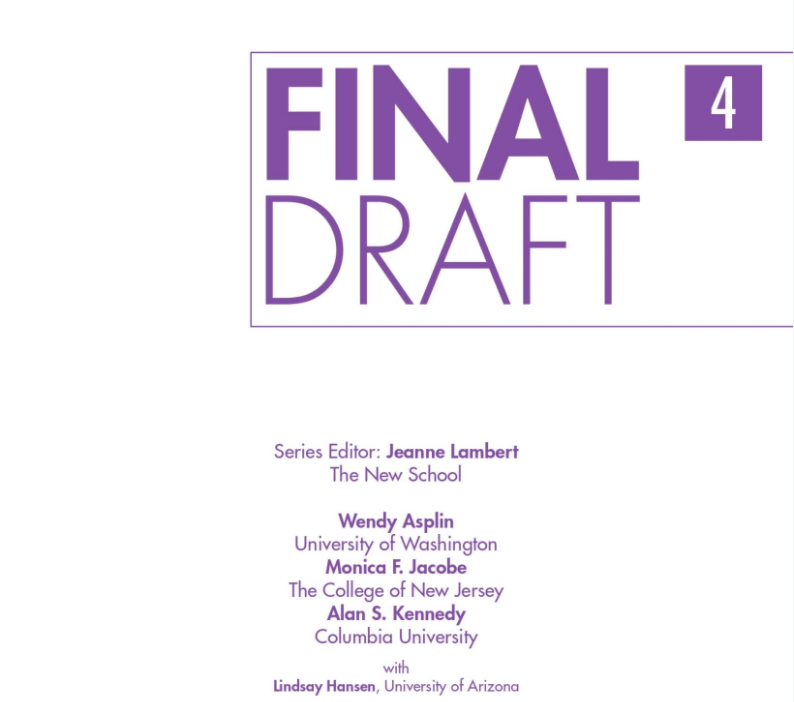 FINAL
4
DRAFT
Series Editor: Jeanne Lambert
The New School
Wendy Asplin
University of Washington
Monica F. Jacobe
The College of New Jersey
Alan S. Kennedy
Columbia University
with
Lindsay Hansen, University of Arizona